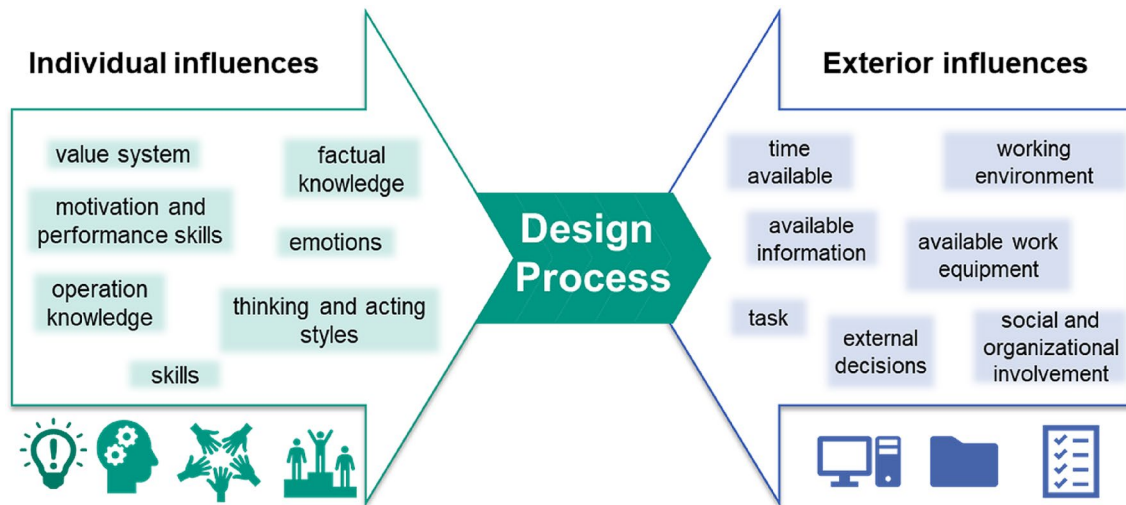 Individual influences
value system
factual
knowledge
motivation and
performance skills
emotions
operation
knowledge
thinking and acting
styles
skills
Design
Process
Exterior influences
time
available
working
environment
available
information
available work
equipment
task
external
decisions
social and
organizational
involvement